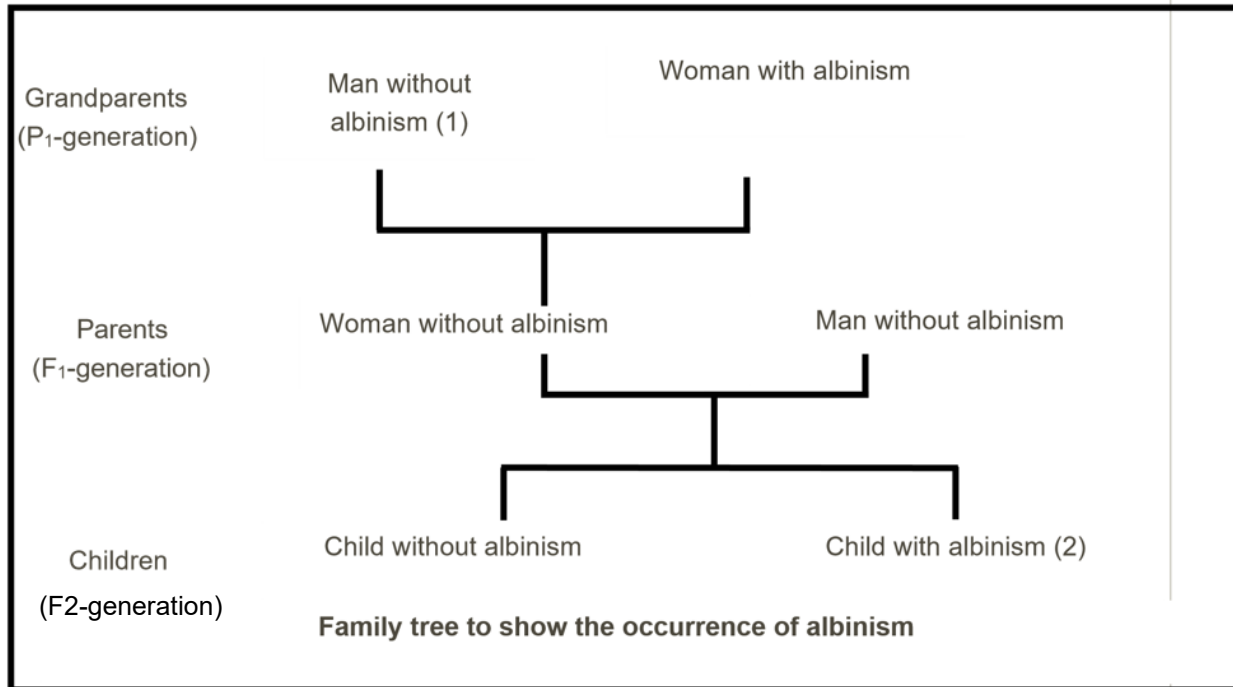 Man without
albinism (1)
Woman with albinism
Grandparents
(P₁-generation)
Woman without albinism
Man without albinism
Parents
(F₁-generation)
Child without albinism
Child with albinism (2)
Children
(F2-generation)
Family tree to show the occurrence of albinism